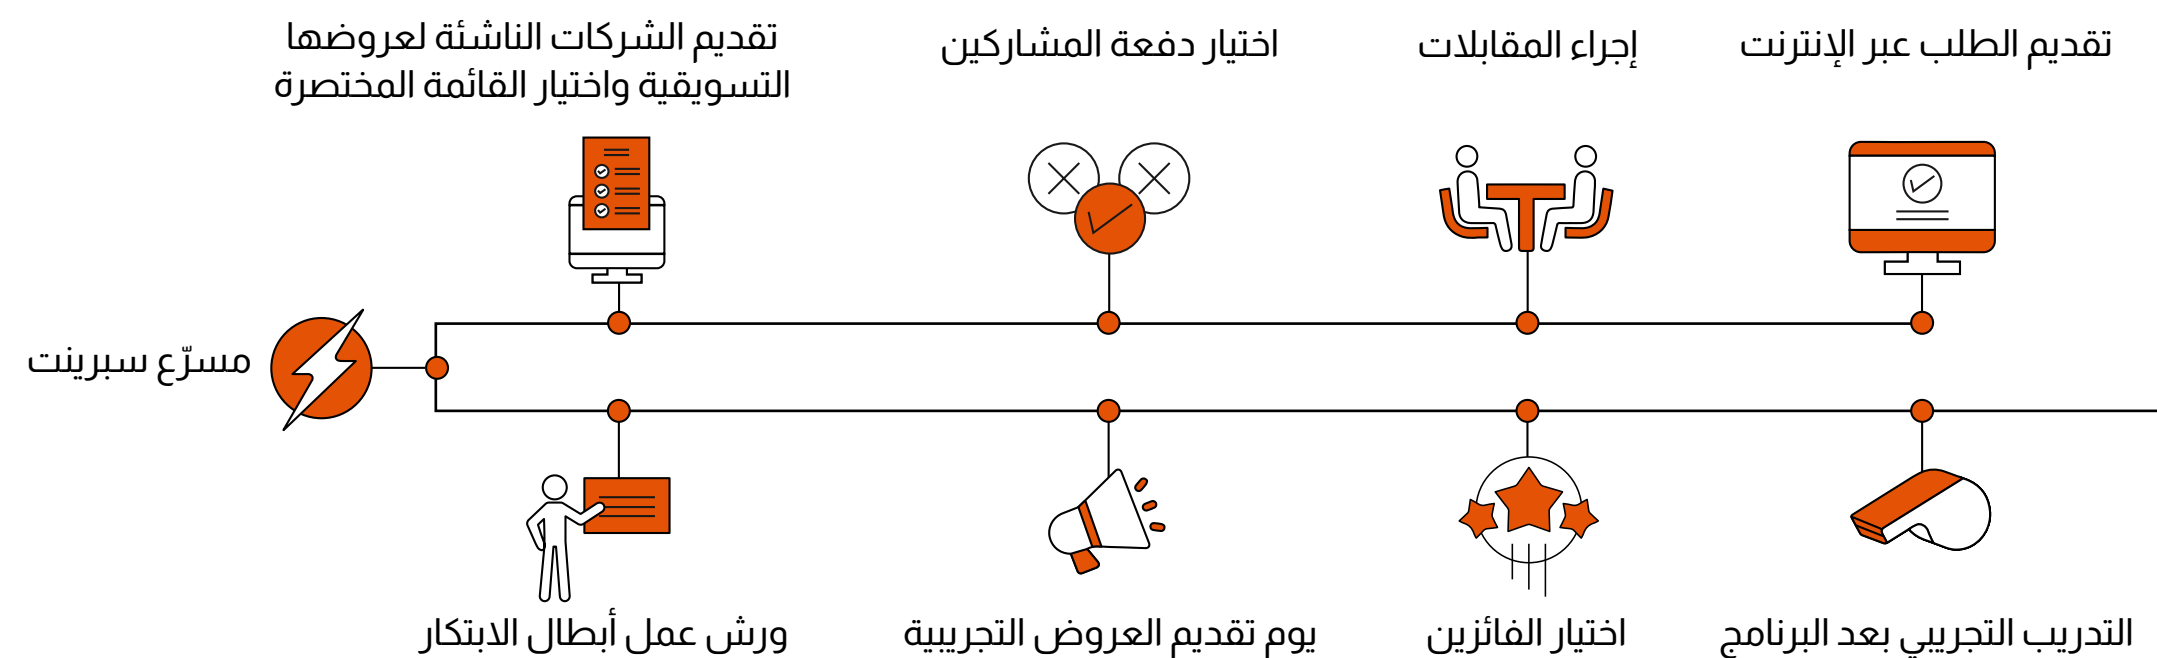 تقديم الطلب عبر الإنترنت
إجراء المقابلات
اختيار دفعة المشاركين
تقديم الشركات الناشئة لعروضها
التسويقية واختيار القائمة المختصرة
مسرّع سبرينت
ورش عمل أبطال الابتكار
يوم تقديم العروض التجريبية
اختيار الفائزين
التدريب التجريبي بعد البرنامج